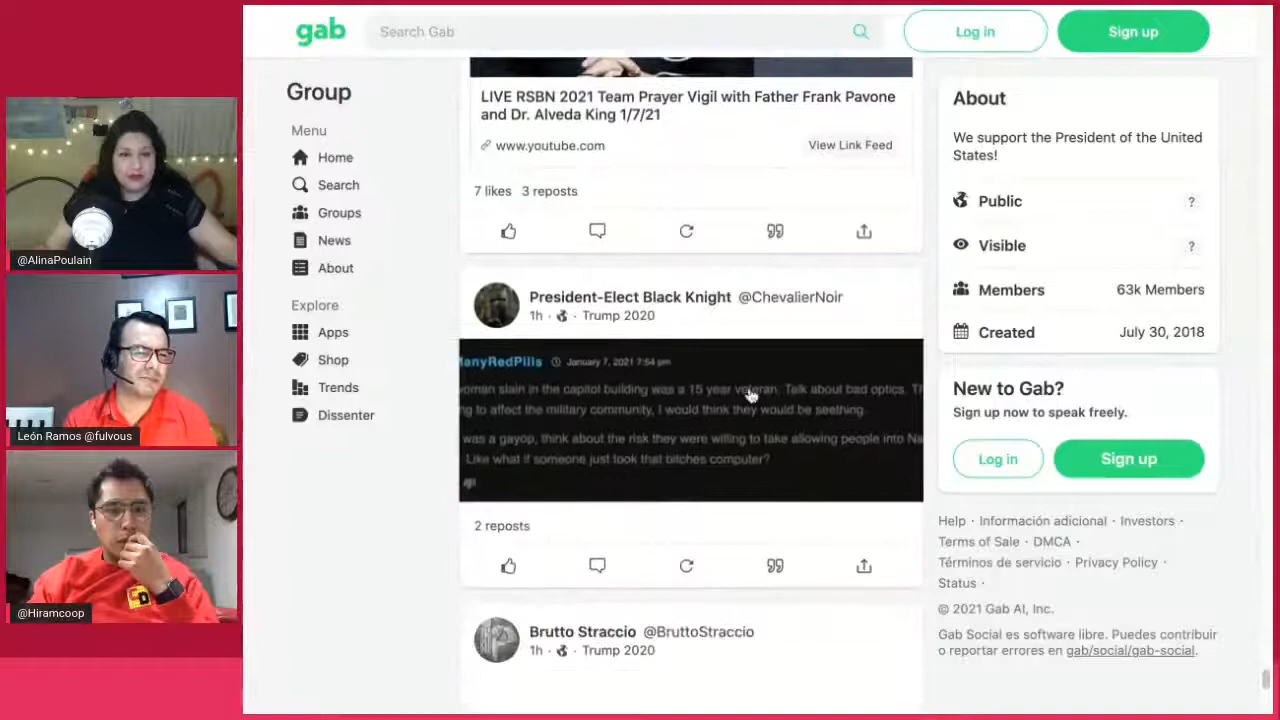 gab
Search Gab
Log in
Sign up
Group
Menu
Home
Search
Groups
News
About
Explore
Apps
Shop
Trends
Dissenter
LIVE RSBN 2021 Team Prayer Vigil with Father Frank Pavone
and Dr. Alveda King 1/7/21
www.youtube.com
View Link Feed
7 likes 3 reposts
President-Elect Black Knight @ChevalierNoir
1h · Trump 2020
ManyRedPills January 7, 2021 7:54 pm
woman slain in the capitol building was a 15 year veteran. Talk about bad optics.
ng to affect the military community, I would think they would be seething.
was a gayop, think about the risk they were willing to take allowing people into
Like what if someone just took that bitches computer?
2 reposts
Brutto Straccio @BruttoStraccio
1h · Trump 2020
About
We support the President of the United
States!
Public ?
Visible ?
Members 63k Members
Created July 30, 2018
New to Gab?
Sign up now to speak freely.
Log in
Sign up
Help · Información adicional · Investors ·
Terms of Sale · DMCA ·
Términos de servicio · Privacy Policy ·
Status ·
© 2021 Gab AI, Inc.
Gab Social es software libre. Puedes contribuir
o reportar errores en gab/social/gab-social.
@AlinaPoulain
León Ramos @fulvous
@Hiramcoop